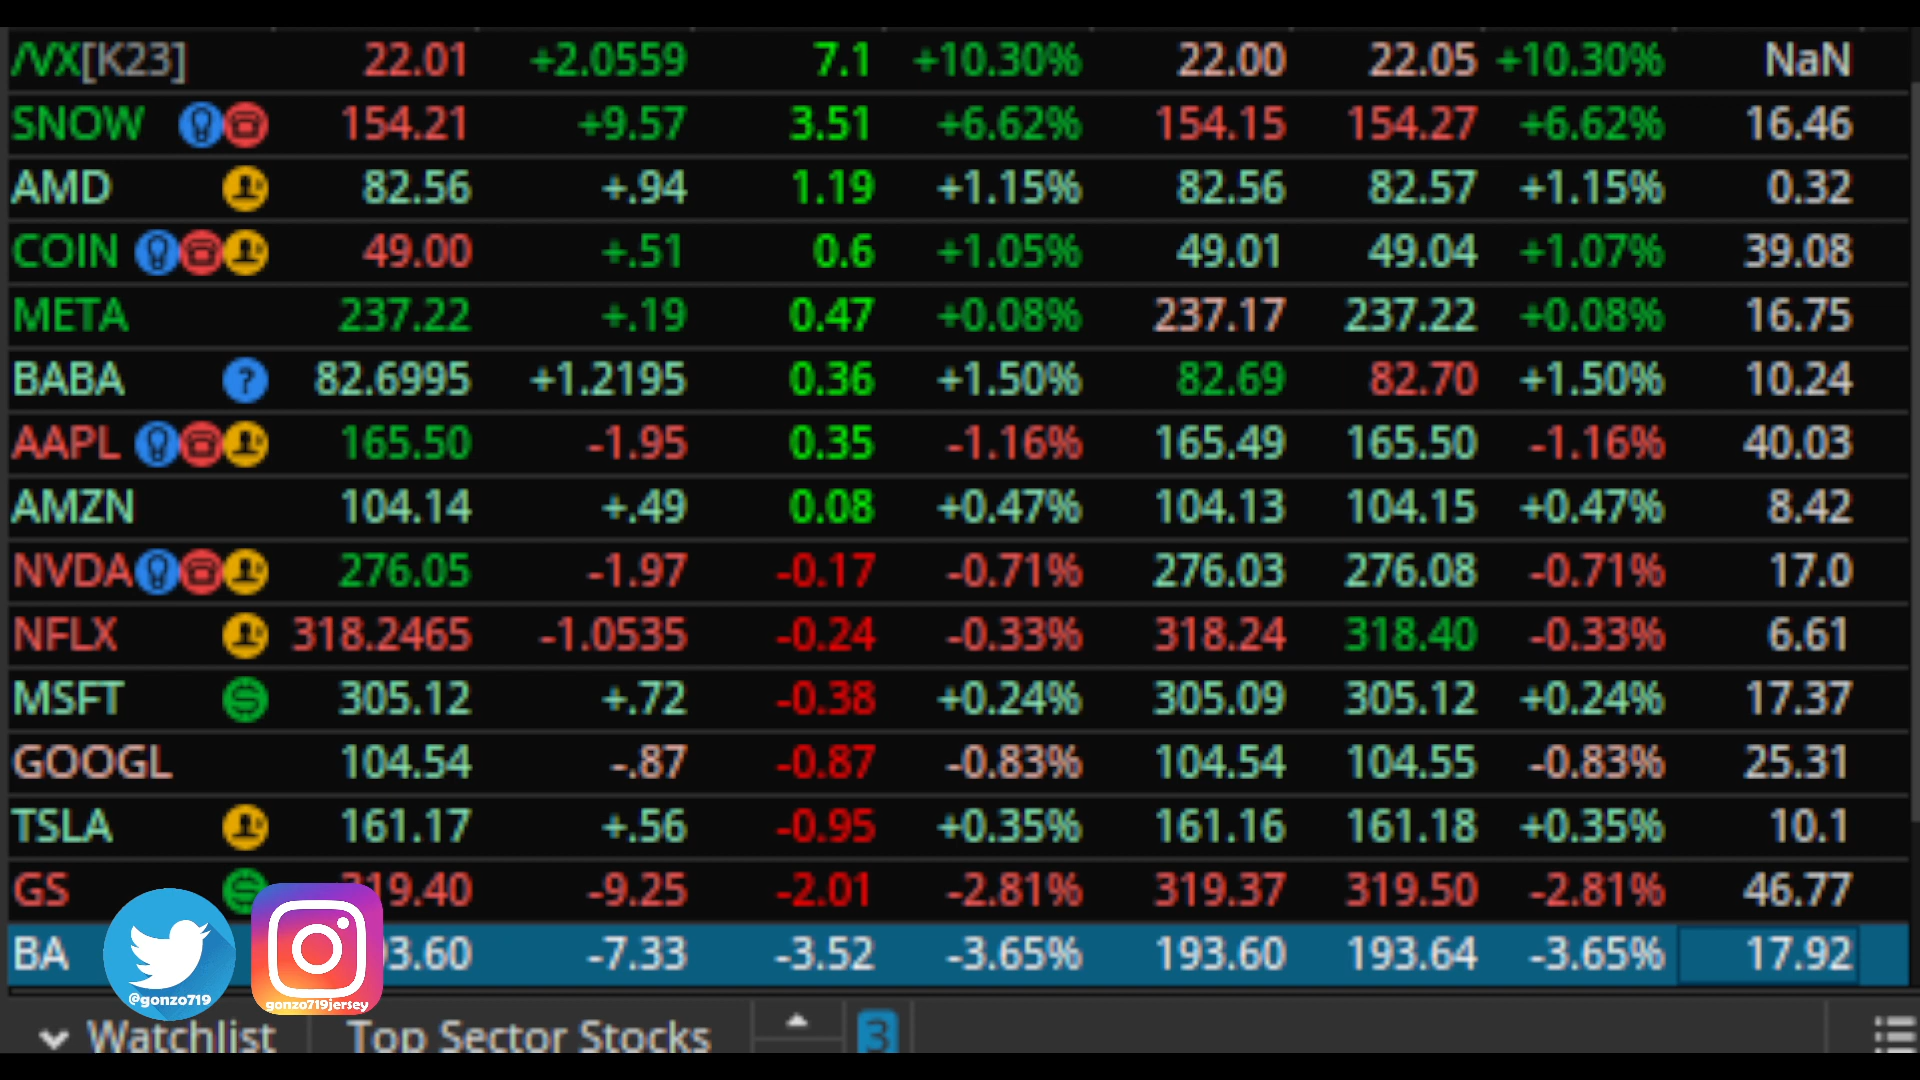 /VX[K23] 22.01 +2.0559 7.1 +10.30% 22.00 22.05 +10.30% NaN
SNOW 154.21 +9.57 3.51 +6.62% 154.15 154.27 +6.62% 16.46
AMD 82.56 +.94 1.19 +1.15% 82.56 82.57 +1.15% 0.32
COIN 49.00 +.51 0.6 +1.05% 49.01 49.04 +1.07% 39.08
META 237.22 +.19 0.47 +0.08% 237.17 237.22 +0.08% 16.75
BABA ? 82.6995 +1.2195 0.36 +1.50% 82.69 82.70 +1.50% 10.24
AAPL 165.50 -1.95 0.35 -1.16% 165.49 165.50 -1.16% 40.03
AMZN 104.14 +.49 0.08 +0.47% 104.13 104.15 +0.47% 8.42
NVDA 276.05 -1.97 -0.17 -0.71% 276.03 276.08 -0.71% 17.0
NFLX 318.2465 -1.0535 -0.24 -0.33% 318.24 318.40 -0.33% 6.61
MSFT 305.12 +.72 -0.38 +0.24% 305.09 305.12 +0.24% 17.37
GOOGL 104.54 -.87 -0.87 -0.83% 104.54 104.55 -0.83% 25.31
TSLA 161.17 +.56 -0.95 +0.35% 161.16 161.18 +0.35% 10.1
GS 319.40 -9.25 -2.01 -2.81% 319.37 319.50 -2.81% 46.77
BA 93.60 -7.33 -3.52 -3.65% 193.60 193.64 -3.65% 17.92
@gonzo719 gonzo719jersey
Watchlist Top Sector Stocks 3